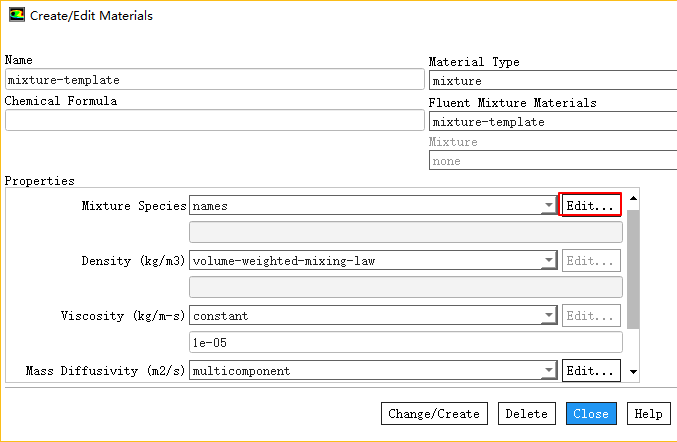 Create/Edit Materials
Name
Material Type
mixture-template
mixture
Chemical Formula
Fluent Mixture Materials
mixture-template
Mixture
none
Properties
Mixture Species names Edit...
Density (kg/m3) volume-weighted-mixing-law Edit...
Viscosity (kg/m-s) constant Edit...
1e-05
Mass Diffusivity (m2/s) multicomponent Edit...
Change/Create Delete Close Help